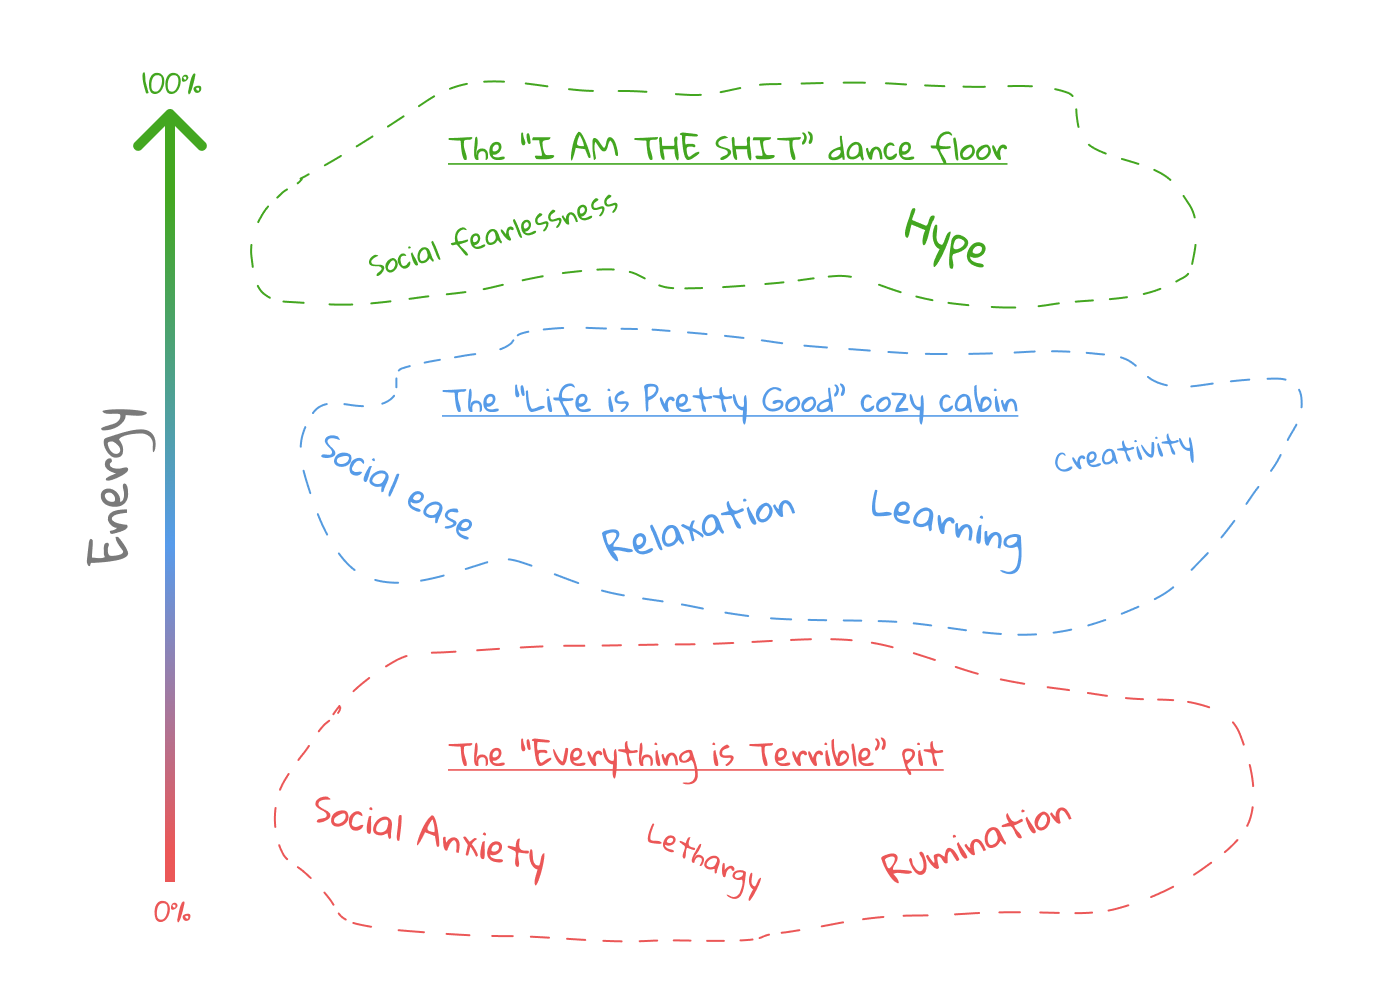 100%
The "I AM THE SHIT" dance floor
Social fearlessness
Hype
Energy
The "Life is Pretty Good" cozy cabin
Social ease
Relaxation
Learning
Creativity
The "Everything is Terrible" pit
Social Anxiety
Lethargy
Rumination
0%